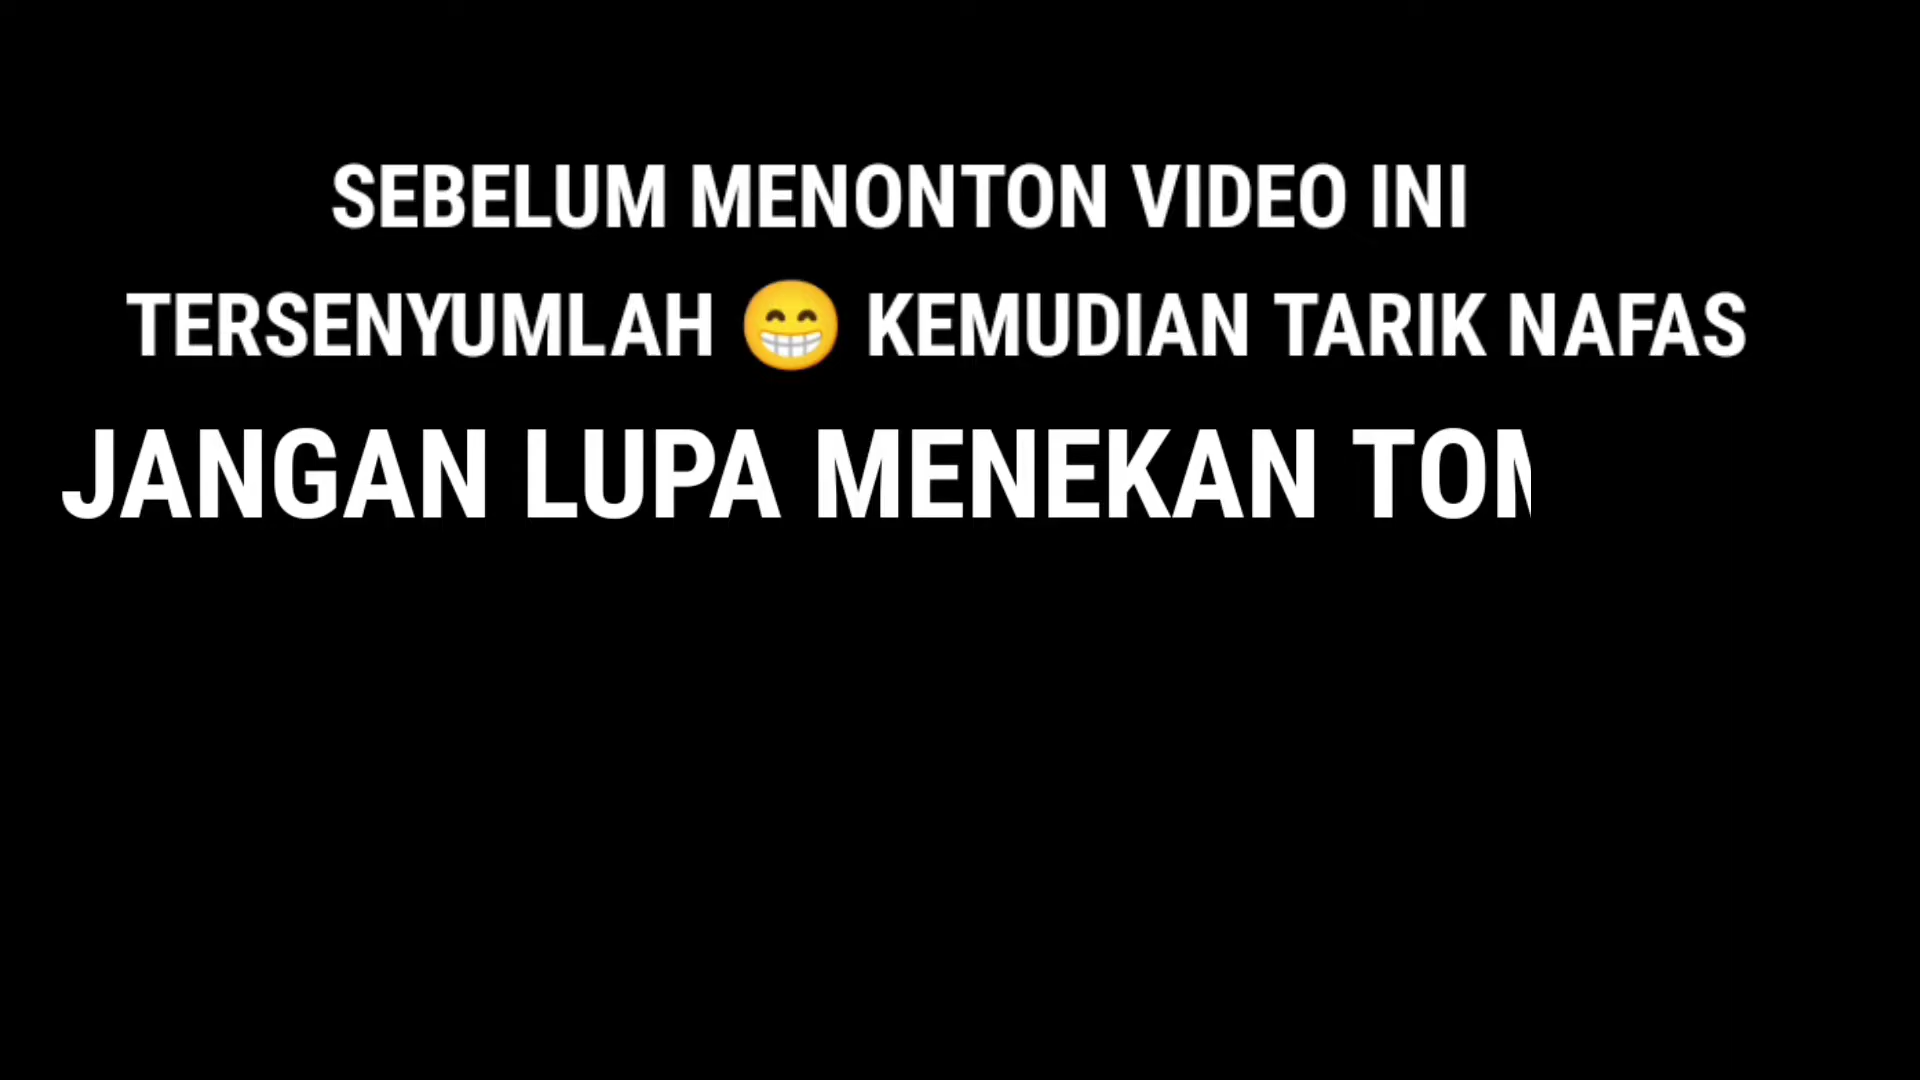 SEBELUM MENONTON VIDEO INI
TERSENYUMLAH 😁 KEMUDIAN TARIK NAFAS
JANGAN LUPA MENEKAN